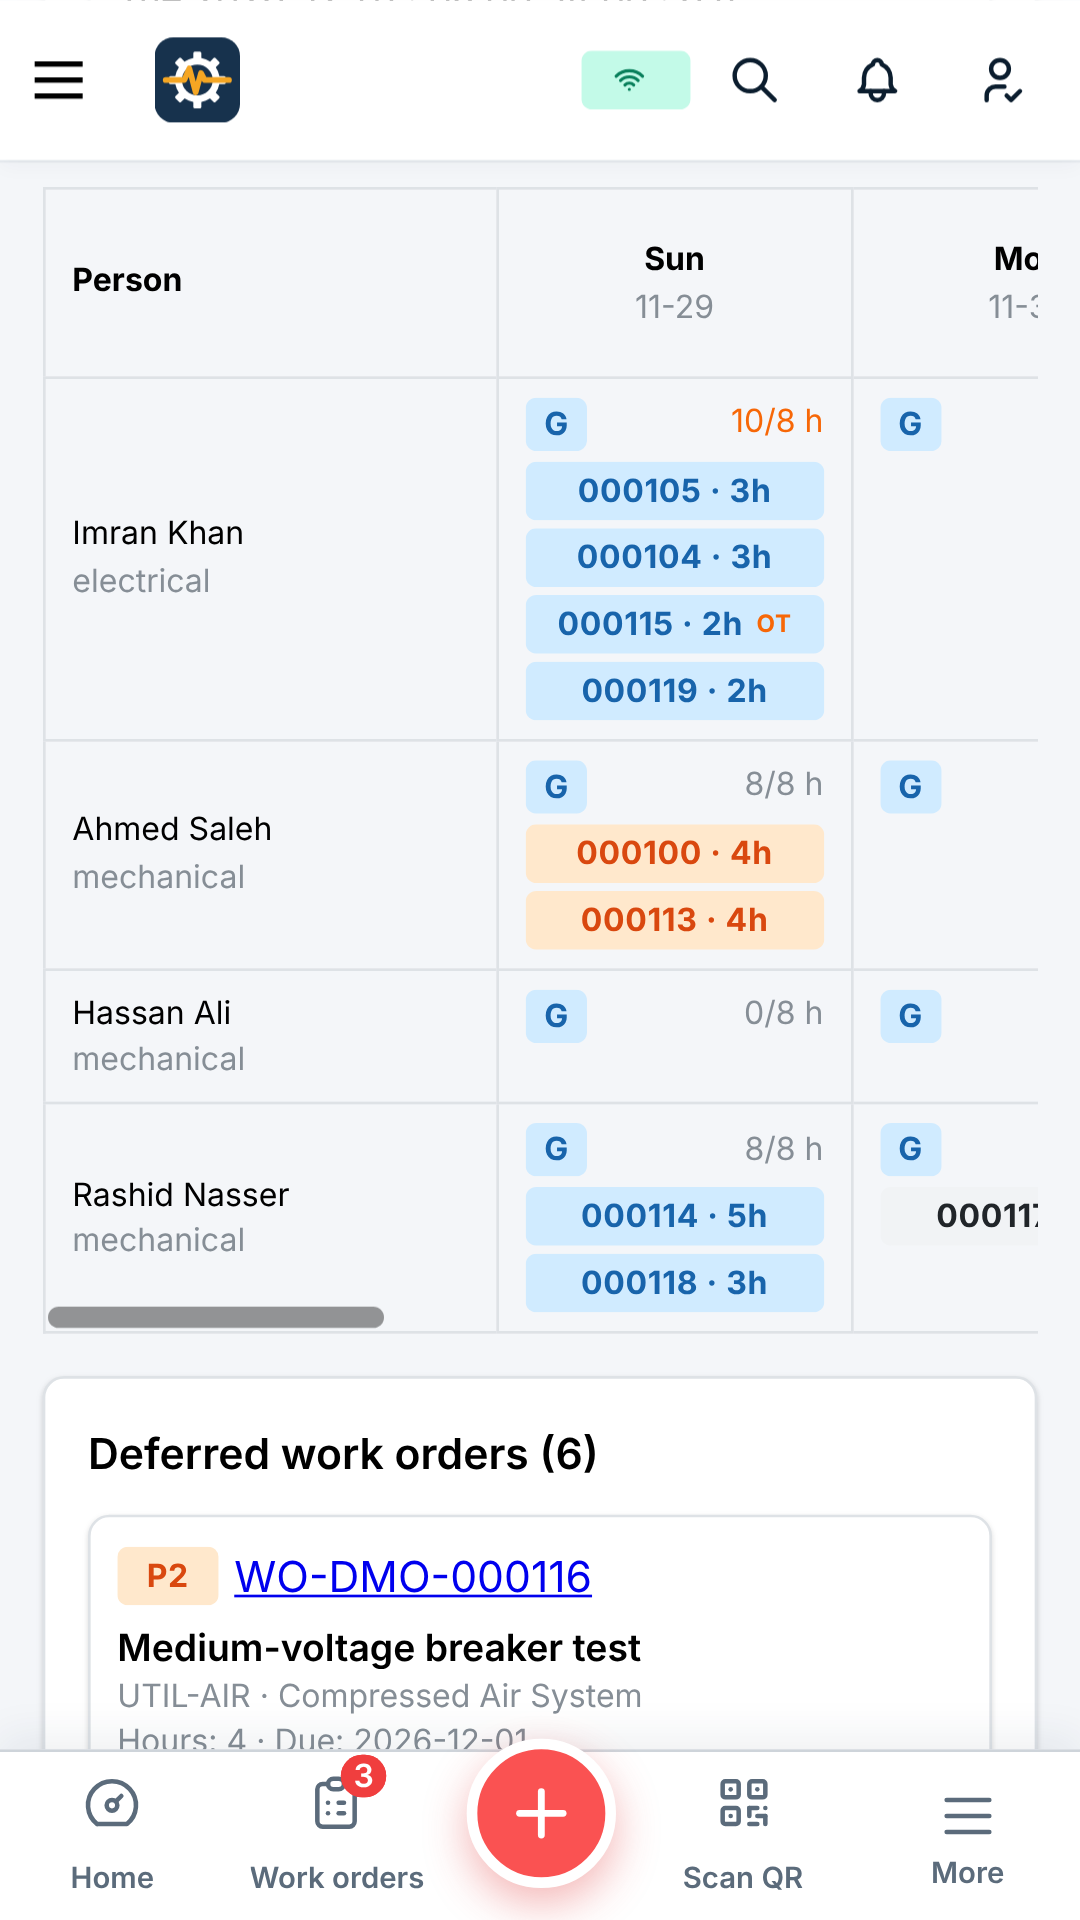 Person
Sun
11-29
Imran Khan
electrical
G
10/8 h
000105 · 3h
000104 · 3h
000115 · 2h OT
000119 · 2h
G
Ahmed Saleh
mechanical
G
8/8 h
000100 · 4h
000113 · 4h
G
Hassan Ali
mechanical
G
0/8 h
G
Rashid Nasser
mechanical
G
8/8 h
000114 · 5h
000118 · 3h
G
Deferred work orders (6)
P2 WO-DMO-000116
Medium-voltage breaker test
UTIL-AIR · Compressed Air System
Hours: 4 · Due: 2026-12-01
3
Home
Work orders
Scan QR
More